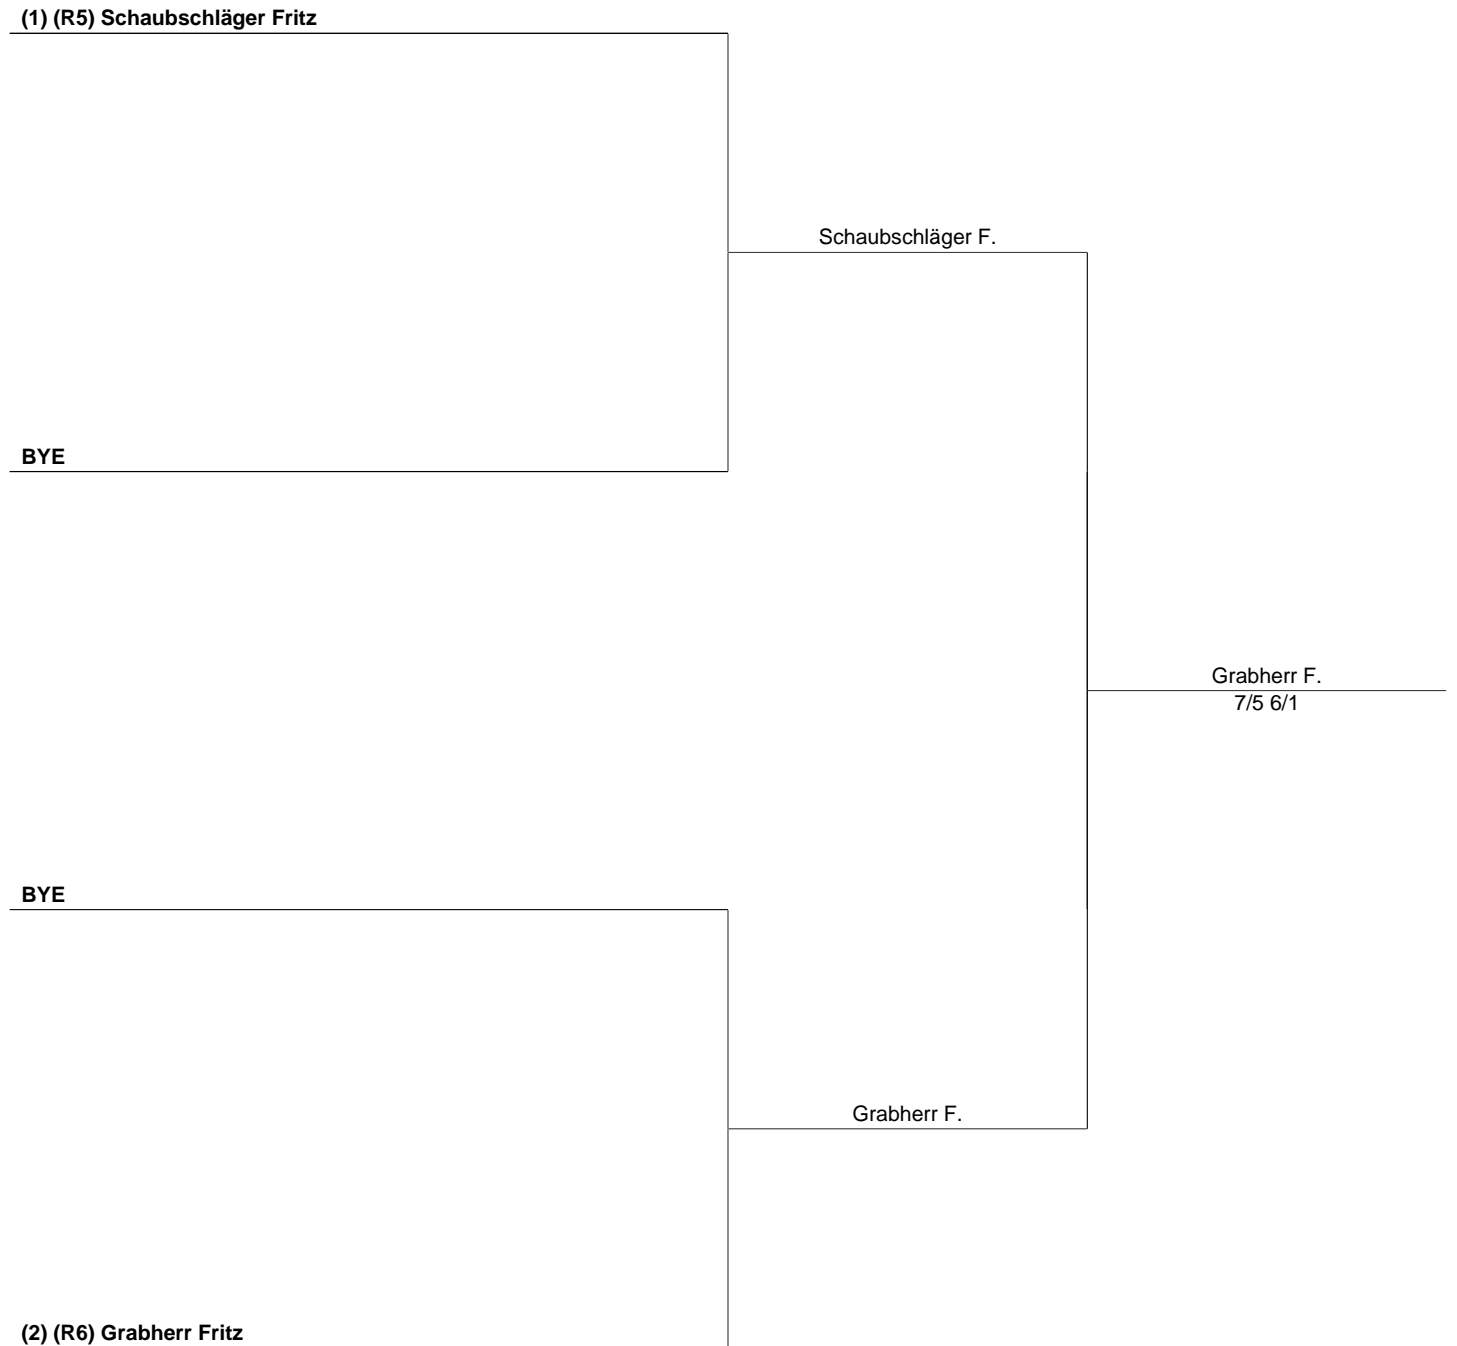 (1) (R5) Schaubschläger Fritz
Schaubschläger F.
BYE
Grabherr F.
7/5 6/1
BYE
Grabherr F.
(2) (R6) Grabherr Fritz